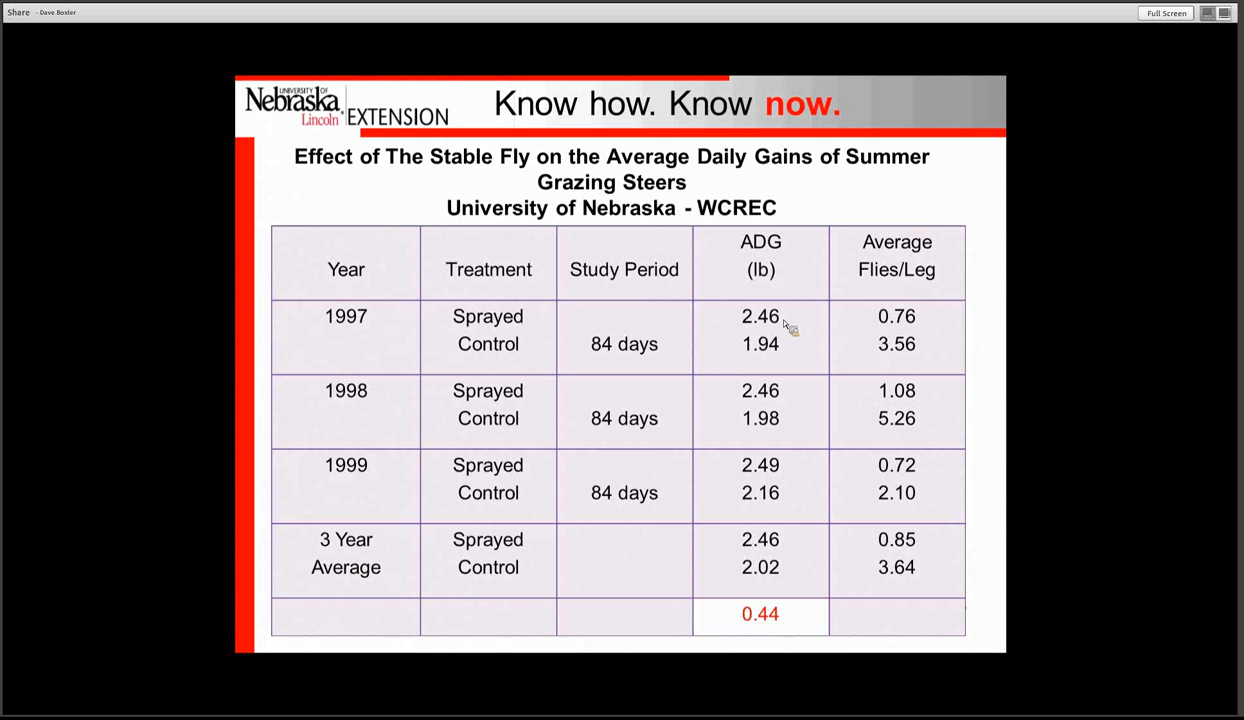 Share - Dave Boxler
Full Screen
UNIVERSITY OF
Nebraska
Lincoln
EXTENSION
Know how. Know now.
Effect of The Stable Fly on the Average Daily Gains of Summer
Grazing Steers
University of Nebraska - WCREC
Year Treatment Study Period ADG (lb) Average Flies/Leg
1997 Sprayed 2.46 0.76
Control 84 days 1.94 3.56
1998 Sprayed 2.46 1.08
Control 84 days 1.98 5.26
1999 Sprayed 2.49 0.72
Control 84 days 2.16 2.10
3 Year Sprayed 2.46 0.85
Average Control 2.02 3.64
0.44